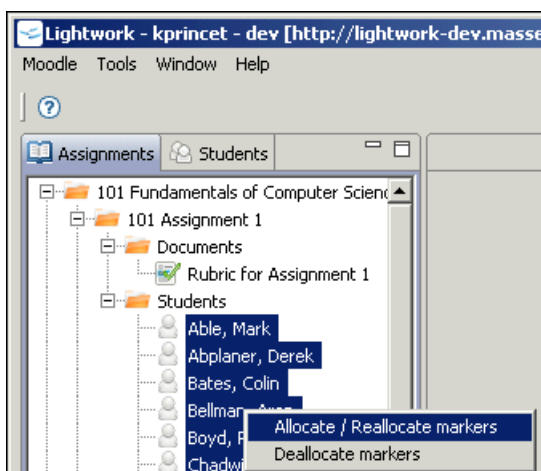 Lightwork - kprincet - dev [http://lightwork-dev.masse
Moodle Tools Window Help
Assignments Students
101 Fundamentals of Computer Scienc
101 Assignment 1
Documents
Rubric for Assignment 1
Students
Able, Mark
Abplaner, Derek
Bates, Colin
Bellman,
Allocate / Reallocate markers
Boyd,
Deallocate markers